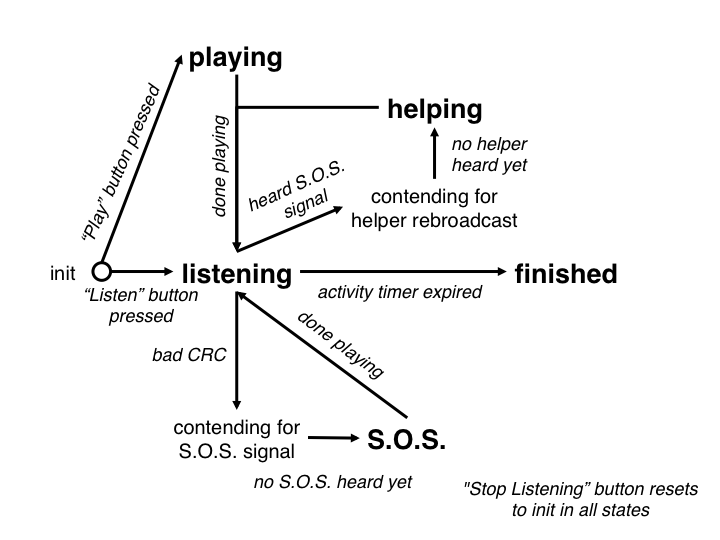 playing
helping
"Play" button pressed
done playing
no helper
heard yet
heard S.O.S.
signal
contending for
helper rebroadcast
init
listening
finished
“Listen” button
pressed
activity timer expired
done playing
bad CRC
contending for
S.O.S. signal
S.O.S.
no S.O.S. heard yet
"Stop Listening” button resets
to init in all states